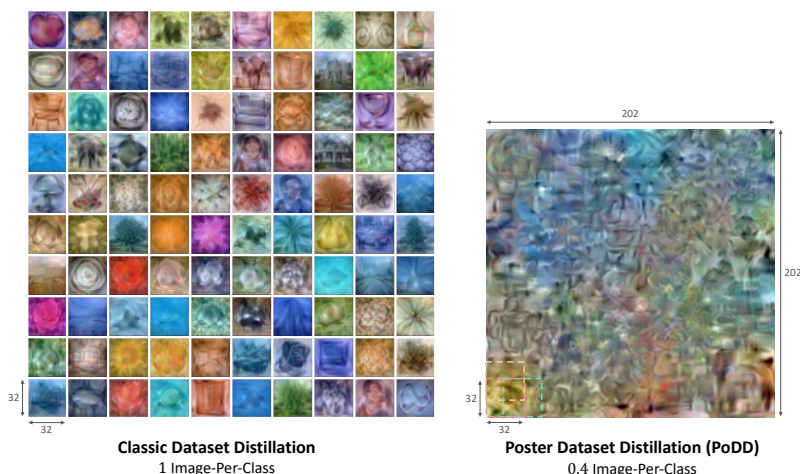 202
202
32
32
32
32
Classic Dataset Distillation
1 Image-Per-Class
Poster Dataset Distillation (PoDD)
0.4 Image-Per-Class